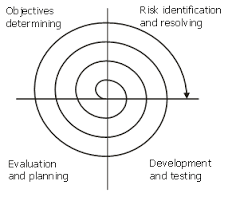 Objectives
determining
Risk identification
and resolving
Evaluation
and planning
Development
and testing